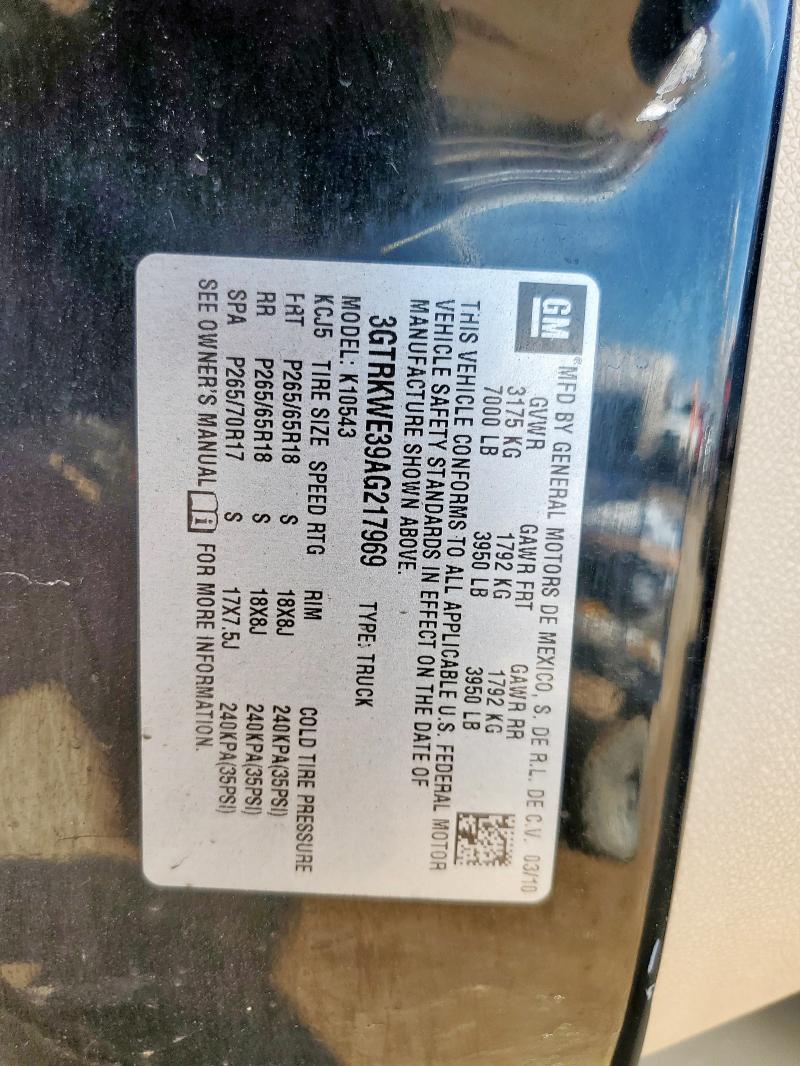 GM
®MFD BY GENERAL MOTORS DE MEXICO, S. DE R.L. DE C.V. 03/10
GVWR GAWR FRT GAWR RR
3175 KG 1792 KG 1792 KG
7000 LB 3950 LB 3950 LB
THIS VEHICLE CONFORMS TO ALL APPLICABLE U.S. FEDERAL MOTOR
VEHICLE SAFETY STANDARDS IN EFFECT ON THE DATE OF
MANUFACTURE SHOWN ABOVE.
3GTRKWE39AG217969 TYPE: TRUCK
MODEL: K10543
KCJ5 TIRE SIZE SPEED RTG RIM COLD TIRE PRESSURE
FRT P265/65R18 S 18X8J 240KPA(35PSI)
RR P265/65R18 S 18X8J 240KPA(35PSI)
SPA P265/70R17 S 17X7.5J 240KPA(35PSI)
SEE OWNER'S MANUAL i FOR MORE INFORMATION.